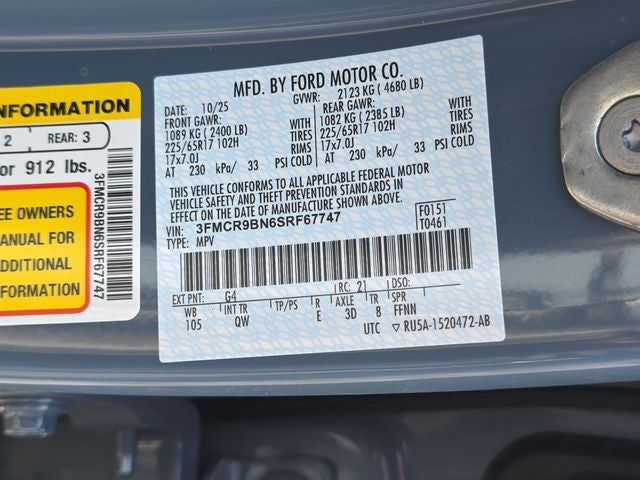 NFORMATION
2 REAR: 3
or 912 lbs.
EE OWNERS
MANUAL FOR
DDITIONAL
FORMATION
3FMCR9BN6SRF67747
MFD. BY FORD MOTOR CO.
DATE: 10/25 GVWR: 2123 KG ( 4680 LB)
FRONT GAWR: REAR GAWR:
1089 KG ( 2400 LB) WITH 1082 KG ( 2385 LB) WITH
225/65R17 102H TIRES 225/65R17 102H TIRES
17x7.0J RIMS 17x7.0J RIMS
AT 230 kPa/ 33 PSI COLD AT 230 kPa/ 33 PSI COLD
THIS VEHICLE CONFORMS TO ALL APPLICABLE FEDERAL MOTOR
VEHICLE SAFETY AND THEFT PREVENTION STANDARDS IN
EFFECT ON THE DATE OF MANUFACTURE SHOWN ABOVE.
VIN: 3FMCR9BN6SRF67747 F0151
TYPE: MPV T0461
EXT PNT: G4 RC: 21 DSO:
WB INT TR TP/PS R AXLE TR SPR
105 QW E 3D 8 FFNN
UTC ▽ RU5A-1520472-AB